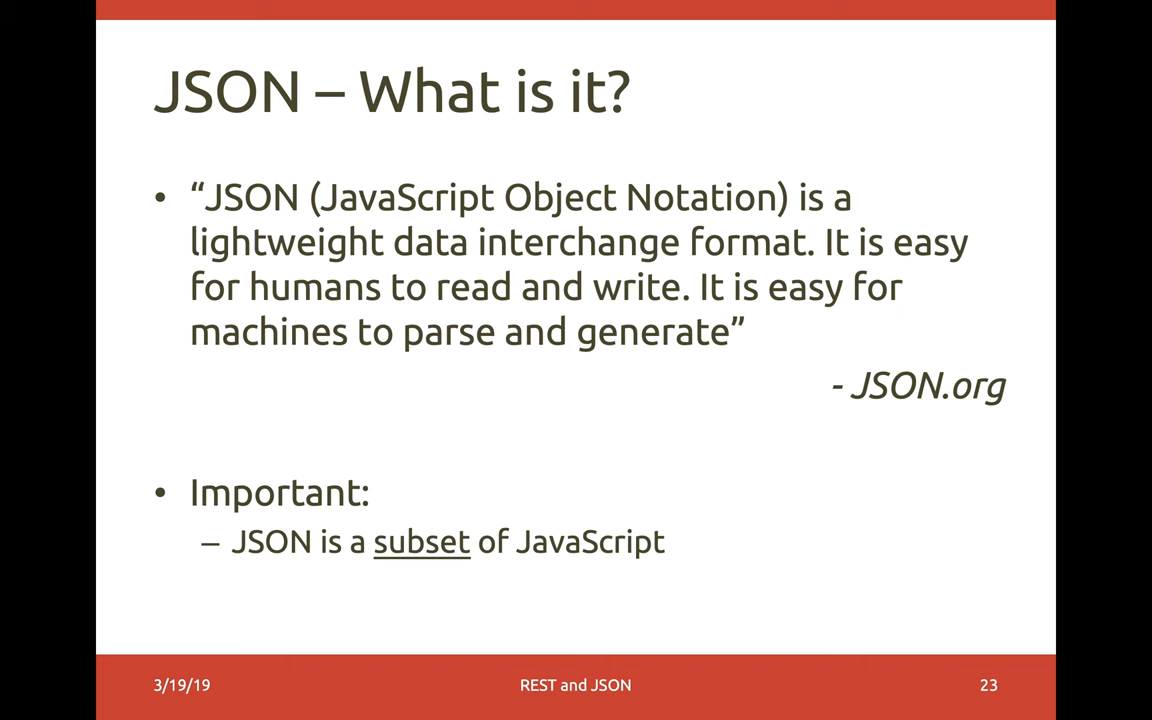 JSON – What is it?
• “JSON (JavaScript Object Notation) is a
lightweight data interchange format. It is easy
for humans to read and write. It is easy for
machines to parse and generate”
- JSON.org
• Important:
– JSON is a subset of JavaScript
3/19/19 REST and JSON 23